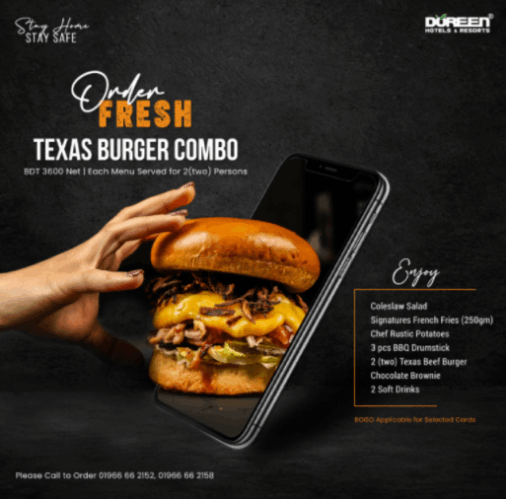 Stay Home
STAY SAFE
DUREEN®
HOTELS & RESORTS
Order
FRESH
TEXAS BURGER COMBO
BDT 3600 Net | Each Menu Served for 2(two) Persons
Enjoy
Coleslaw Salad
Signatures French Fries (250gm)
Chef Rustic Potatoes
3 pcs BBQ Drumstick
2 (two) Texas Beef Burger
Chocolate Brownie
2 Soft Drinks
BOGO Applicable for Selected Cards
Please Call to Order 01966 66 2152, 01966 66 2158